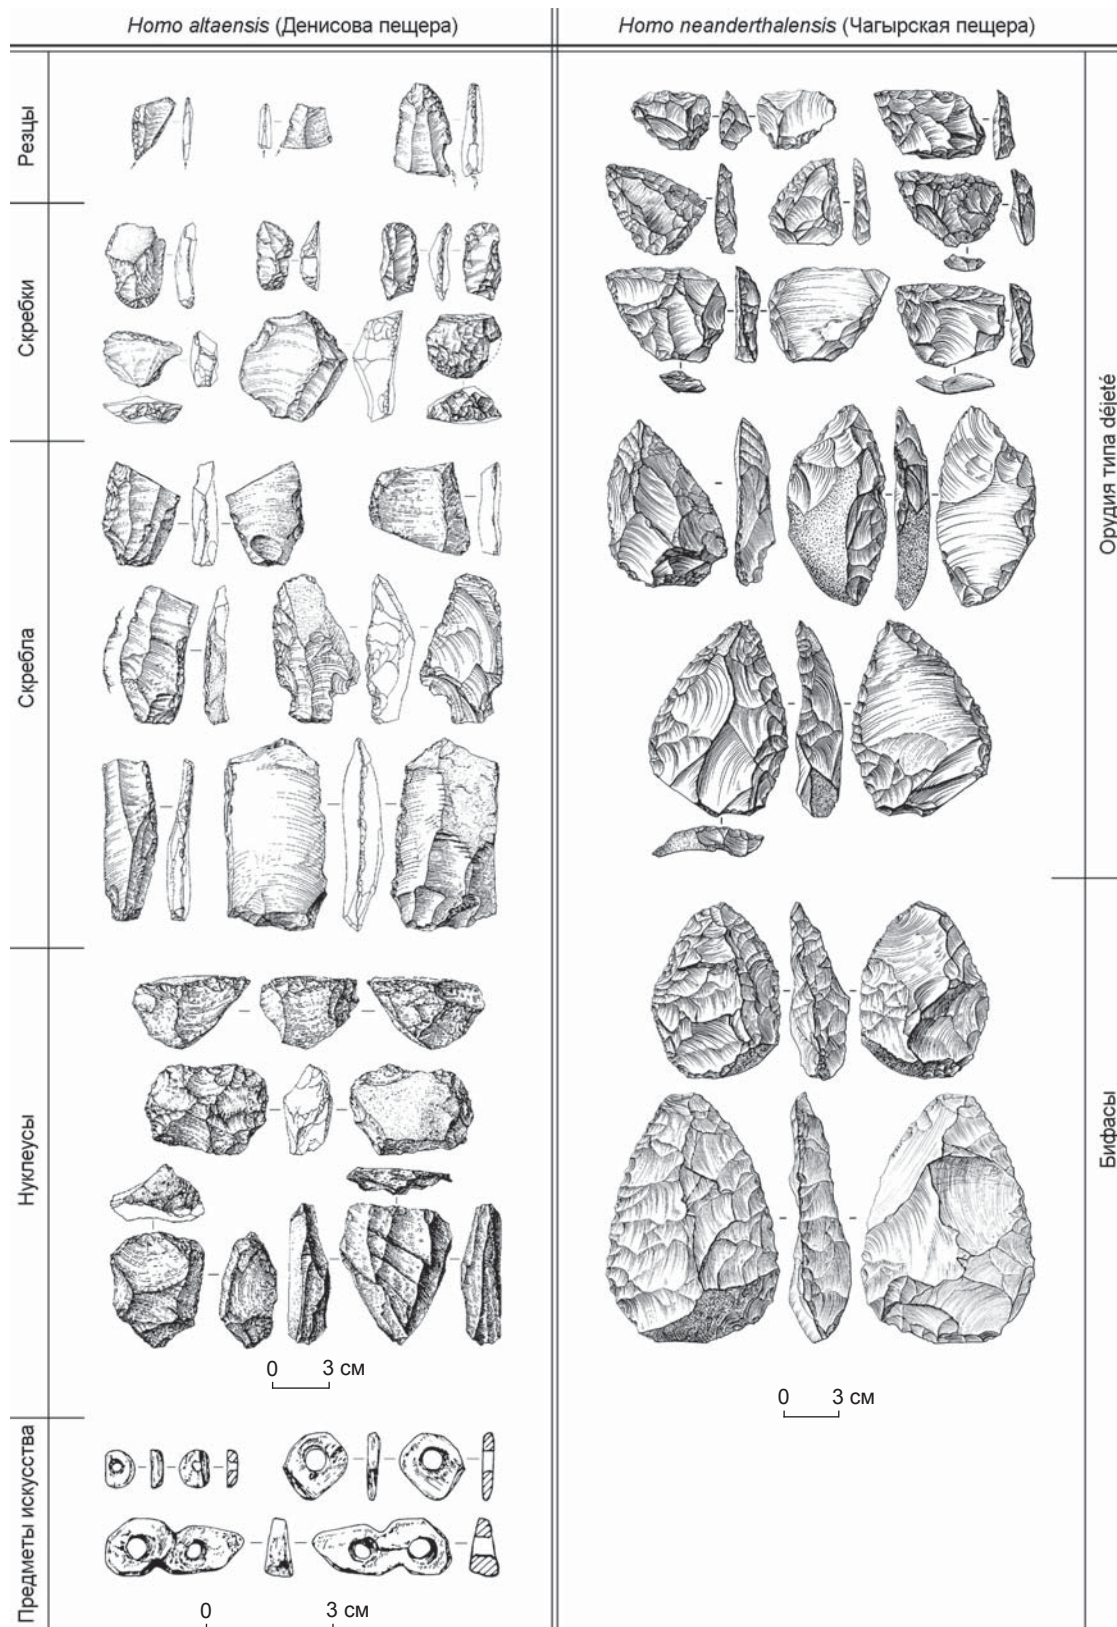 Homo altaensis (Денисова пещера)
Homo neanderthalensis (Чагырская пещера)
Резцы
Скребки
Скребла
Нуклеусы
0 3 см
Предметы искусства
0 3 см
Орудия типа déjeté
Бифасы
0 3 см